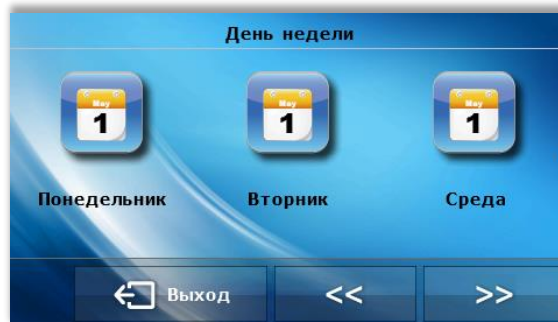 День недели
May May May
1 1 1
Понедельник Вторник Среда
Выход << >>